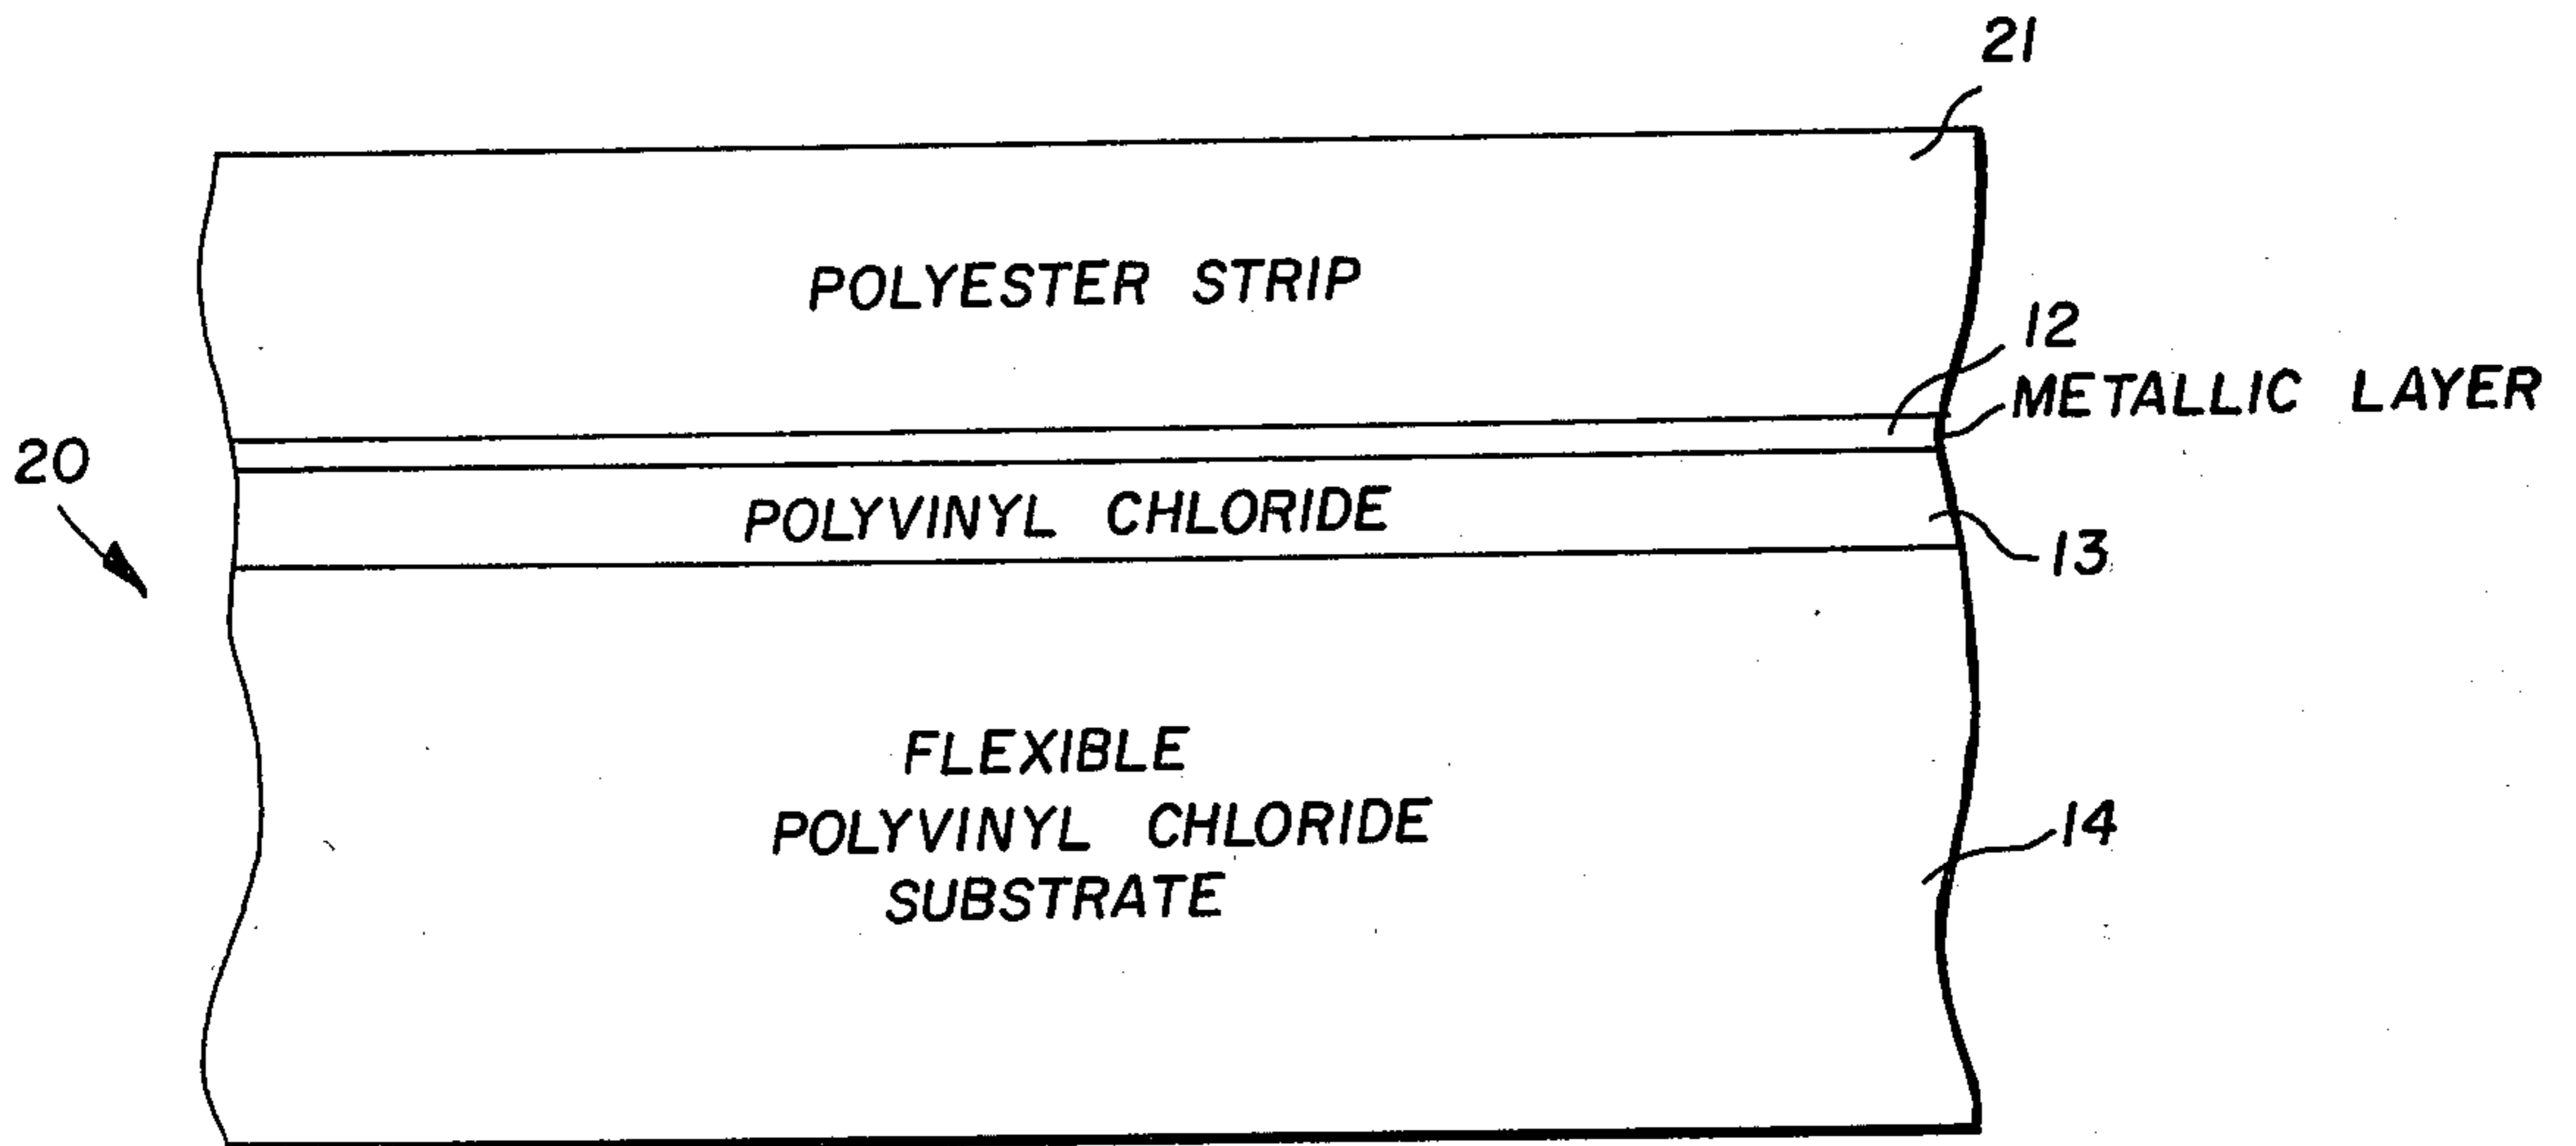 21
POLYESTER STRIP
12
METALLIC LAYER
20
POLYVINYL CHLORIDE
13
FLEXIBLE
POLYVINYL CHLORIDE
SUBSTRATE
14